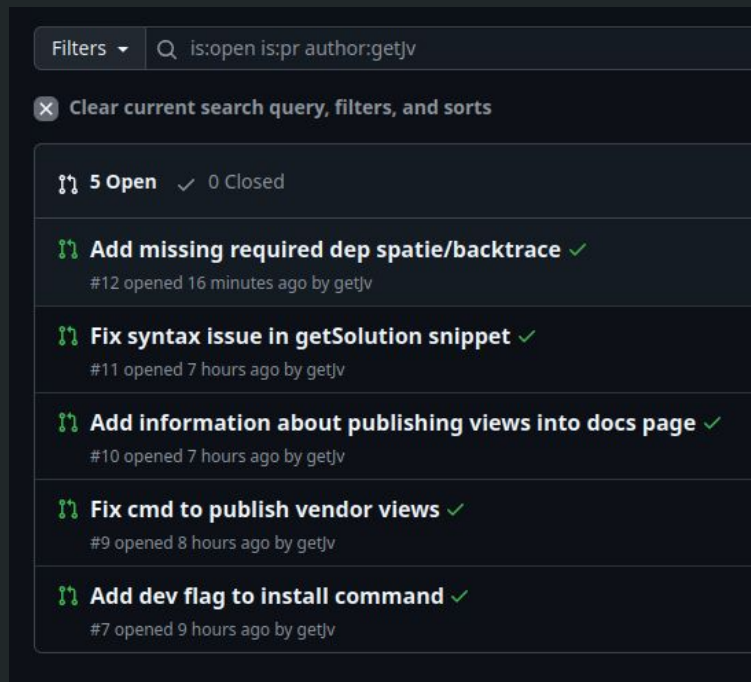 Filters is:open is:pr author:getJv
Clear current search query, filters, and sorts
5 Open 0 Closed
Add missing required dep spatie/backtrace
#12 opened 16 minutes ago by getJv
Fix syntax issue in getSolution snippet
#11 opened 7 hours ago by getJv
Add information about publishing views into docs page
#10 opened 7 hours ago by getJv
Fix cmd to publish vendor views
#9 opened 8 hours ago by getJv
Add dev flag to install command
#7 opened 9 hours ago by getJv